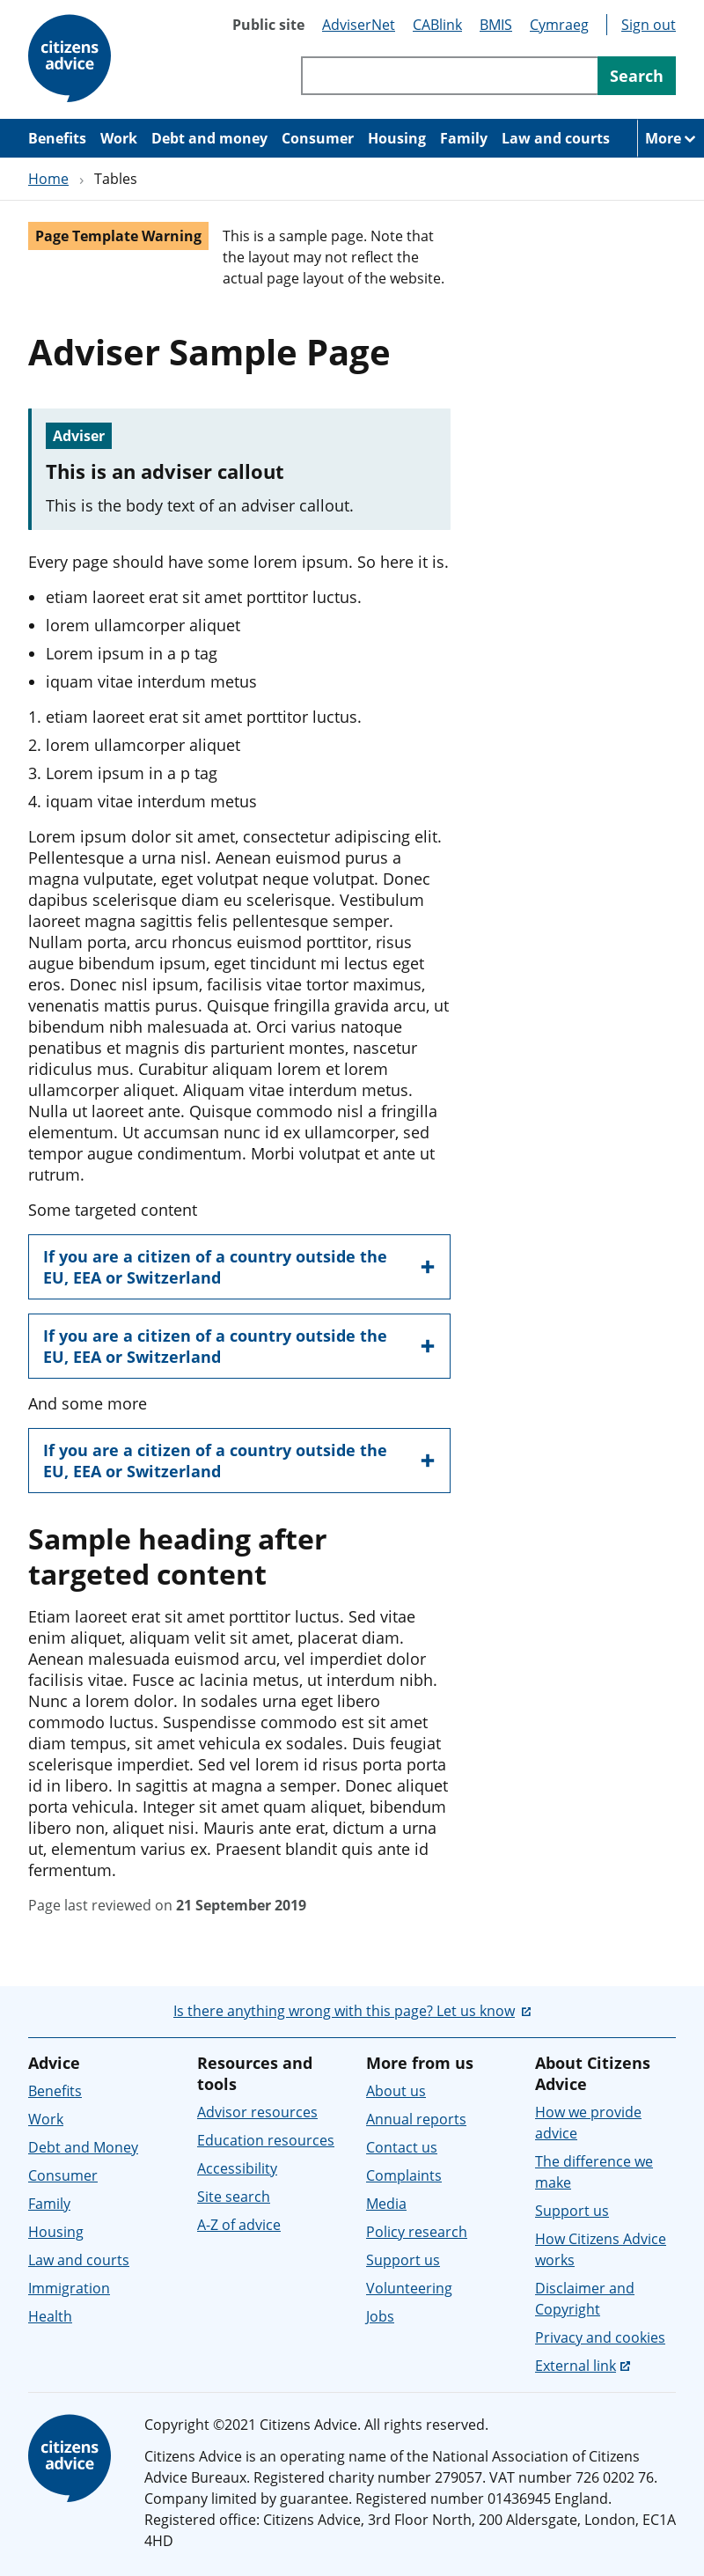 citizens
advice
Public site AdviserNet CABlink BMIS Cymraeg Sign out
Search
Benefits Work Debt and money Consumer Housing Family Law and courts More
Home › Tables
Page Template Warning
This is a sample page. Note that
the layout may not reflect the
actual page layout of the website.
Adviser Sample Page
Adviser
This is an adviser callout
This is the body text of an adviser callout.
Every page should have some lorem ipsum. So here it is.
• etiam laoreet erat sit amet porttitor luctus.
• lorem ullamcorper aliquet
• Lorem ipsum in a p tag
• iquam vitae interdum metus
1. etiam laoreet erat sit amet porttitor luctus.
2. lorem ullamcorper aliquet
3. Lorem ipsum in a p tag
4. iquam vitae interdum metus
Lorem ipsum dolor sit amet, consectetur adipiscing elit.
Pellentesque a urna nisl. Aenean euismod purus a
magna vulputate, eget volutpat neque volutpat. Donec
dapibus scelerisque diam eu scelerisque. Vestibulum
laoreet magna sagittis felis pellentesque semper.
Nullam porta, arcu rhoncus euismod porttitor, risus
augue bibendum ipsum, eget tincidunt mi lectus eget
eros. Donec nisl ipsum, facilisis vitae tortor maximus,
venenatis mattis purus. Quisque fringilla gravida arcu, ut
bibendum nibh malesuada at. Orci varius natoque
penatibus et magnis dis parturient montes, nascetur
ridiculus mus. Curabitur aliquam lorem et lorem
ullamcorper aliquet. Aliquam vitae interdum metus.
Nulla ut laoreet ante. Quisque commodo nisl a fringilla
elementum. Ut accumsan nunc id ex ullamcorper, sed
tempor augue condimentum. Morbi volutpat et ante ut
rutrum.
Some targeted content
If you are a citizen of a country outside the
EU, EEA or Switzerland
If you are a citizen of a country outside the
EU, EEA or Switzerland
And some more
If you are a citizen of a country outside the
EU, EEA or Switzerland
Sample heading after
targeted content
Etiam laoreet erat sit amet porttitor luctus. Sed vitae
enim aliquet, aliquam velit sit amet, placerat diam.
Aenean malesuada euismod arcu, vel imperdiet dolor
facilisis vitae. Fusce ac lacinia metus, ut interdum nibh.
Nunc a lorem dolor. In sodales urna eget libero
commodo luctus. Suspendisse commodo est sit amet
diam tempus, sit amet vehicula ex sodales. Duis feugiat
scelerisque imperdiet. Sed vel lorem id risus porta porta
id in libero. In sagittis at magna a semper. Donec aliquet
porta vehicula. Integer sit amet quam aliquet, bibendum
libero non, aliquet nisi. Mauris ante erat, dictum a urna
ut, elementum varius ex. Praesent blandit quis ante id
fermentum.
Page last reviewed on 21 September 2019
Is there anything wrong with this page? Let us know
Advice
Benefits
Work
Debt and Money
Consumer
Family
Housing
Law and courts
Immigration
Health
Resources and
tools
Advisor resources
Education resources
Accessibility
Site search
A-Z of advice
More from us
About us
Annual reports
Contact us
Complaints
Media
Policy research
Support us
Volunteering
Jobs
About Citizens
Advice
How we provide
advice
The difference we
make
Support us
How Citizens Advice
works
Disclaimer and
Copyright
Privacy and cookies
External link
citizens
advice
Copyright ©2021 Citizens Advice. All rights reserved.
Citizens Advice is an operating name of the National Association of Citizens
Advice Bureaux. Registered charity number 279057. VAT number 726 0202 76.
Company limited by guarantee. Registered number 01436945 England.
Registered office: Citizens Advice, 3rd Floor North, 200 Aldersgate, London, EC1A
4HD